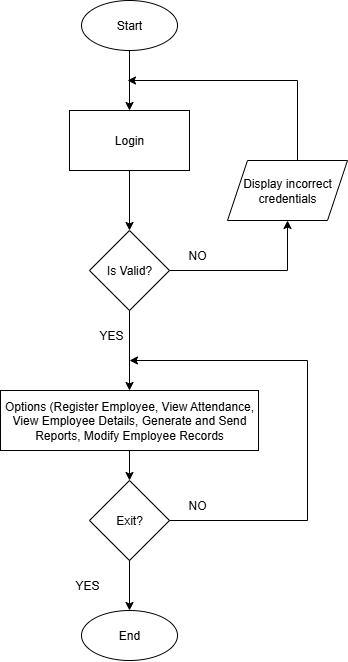 Start
Login
Display incorrect
credentials
Is Valid?
NO
YES
Options (Register Employee, View Attendance,
View Employee Details, Generate and Send
Reports, Modify Employee Records
Exit?
NO
YES
End